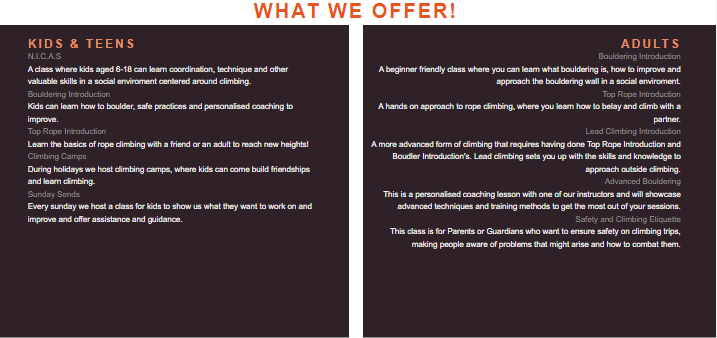 WHAT WE OFFER!
KIDS & TEENS
N.I.C.A.S
A class where kids aged 6-18 can learn coordination, technique and other
valuable skills in a social enviroment centered around climbing.
Bouldering Introduction
Kids can learn how to boulder, safe practices and personalised coaching to
improve.
Top Rope Introduction
Learn the basics of rope climbing with a friend or an adult to reach new heights!
Climbing Camps
During holidays we host climbing camps, where kids can come build friendships
and learn climbing.
Sunday Sends
Every sunday we host a class for kids to show us what they want to work on and
improve and offer assistance and guidance.
ADULTS
Bouldering Introduction
A beginner friendly class where you can learn what bouldering is, how to improve and
approach the bouldering wall in a social enviroment.
Top Rope Introduction
A hands on approach to rope climbing, where you learn how to belay and climb with a
partner.
Lead Climbing Introduction
A more advanced form of climbing that requires having done Top Rope Introduction and
Boudler Introduction's. Lead climbing sets you up with the skills and knowledge to
approach outside climbing.
Advanced Bouldering
This is a personalised coaching lesson with one of our instructors and will showcase
advanced techniques and training methods to get the most out of your sessions.
Safety and Climbing Etiquette
This class is for Parents or Guardians who want to ensure safety on climbing trips,
making people aware of problems that might arise and how to combat them.